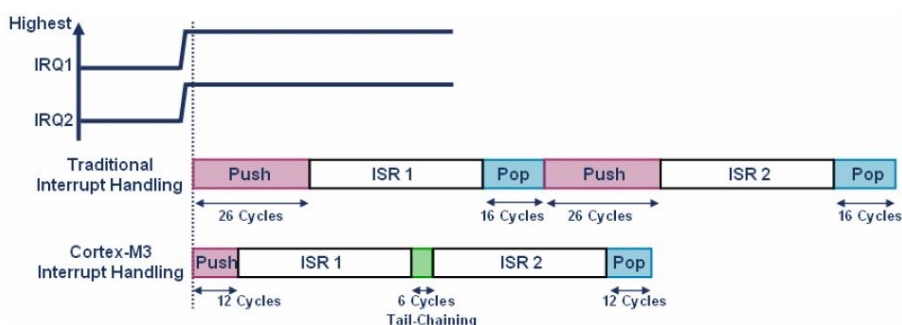 Highest
IRQ1
IRQ2
Traditional
Interrupt Handling
Push ISR 1 Pop Push ISR 2 Pop
26 Cycles 16 Cycles 26 Cycles 16 Cycles
Cortex-M3
Interrupt Handling
Push ISR 1 ISR 2 Pop
12 Cycles 6 Cycles 12 Cycles
Tail-Chaining